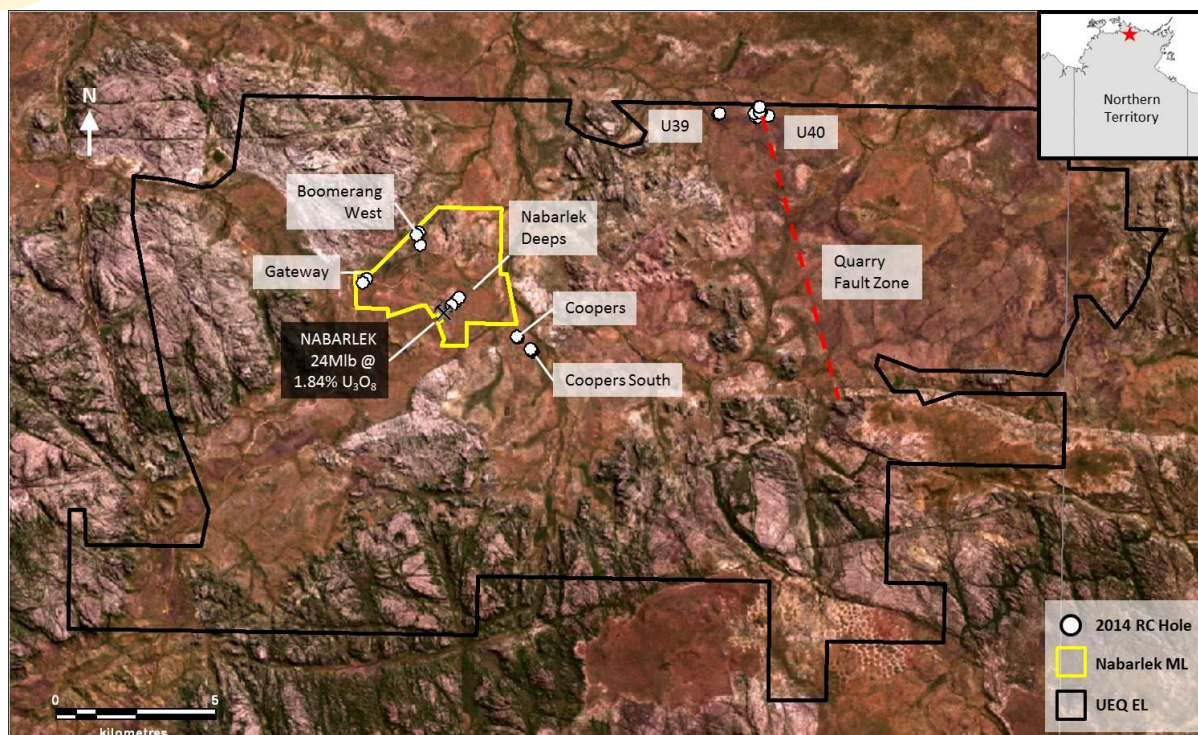 N
Northern
Territory
U39
U40
Boomerang
West
Nabarlek
Deeps
Gateway
Quarry
Fault Zone
Coopers
NABARLEK
24Mlb @
1.84% U₃O₈
Coopers South
2014 RC Hole
Nabarlek ML
UEQ EL
0
5
kilometres